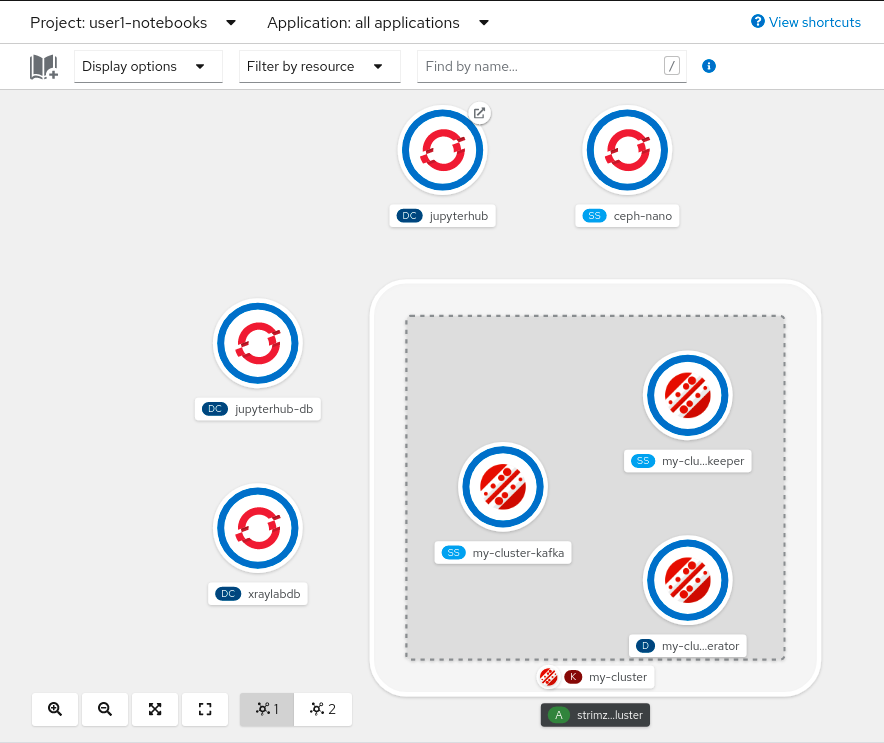 Project: user1-notebooks
Application: all applications
View shortcuts
Display options
Filter by resource
Find by name...
/
DC jupyterhub
SS ceph-nano
DC jupyterhub-db
SS my-clu...keeper
SS my-cluster-kafka
DC xraylabdb
D my-clu...erator
K my-cluster
1
2
A strimz...luster